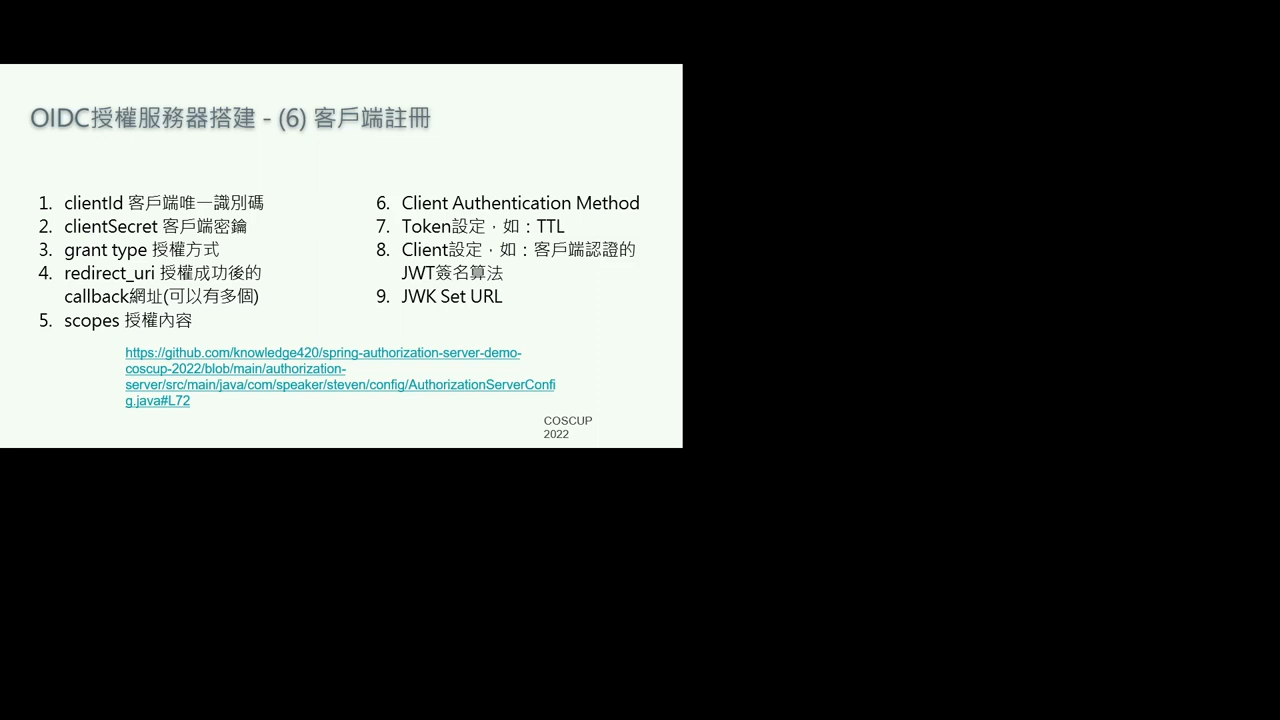 OIDC授權服務器搭建 - (6) 客戶端註冊
1. clientId 客戶端唯一識別碼
2. clientSecret 客戶端密鑰
3. grant type 授權方式
4. redirect_uri 授權成功後的
callback網址(可以有多個)
5. scopes 授權內容
6. Client Authentication Method
7. Token設定，如：TTL
8. Client設定，如：客戶端認證的
JWT簽名算法
9. JWK Set URL
https://github.com/knowledge420/spring-authorization-server-demo-
coscup-2022/blob/main/authorization-
server/src/main/java/com/speaker/steven/config/AuthorizationServerConfi
g.java#L72
COSCUP
2022